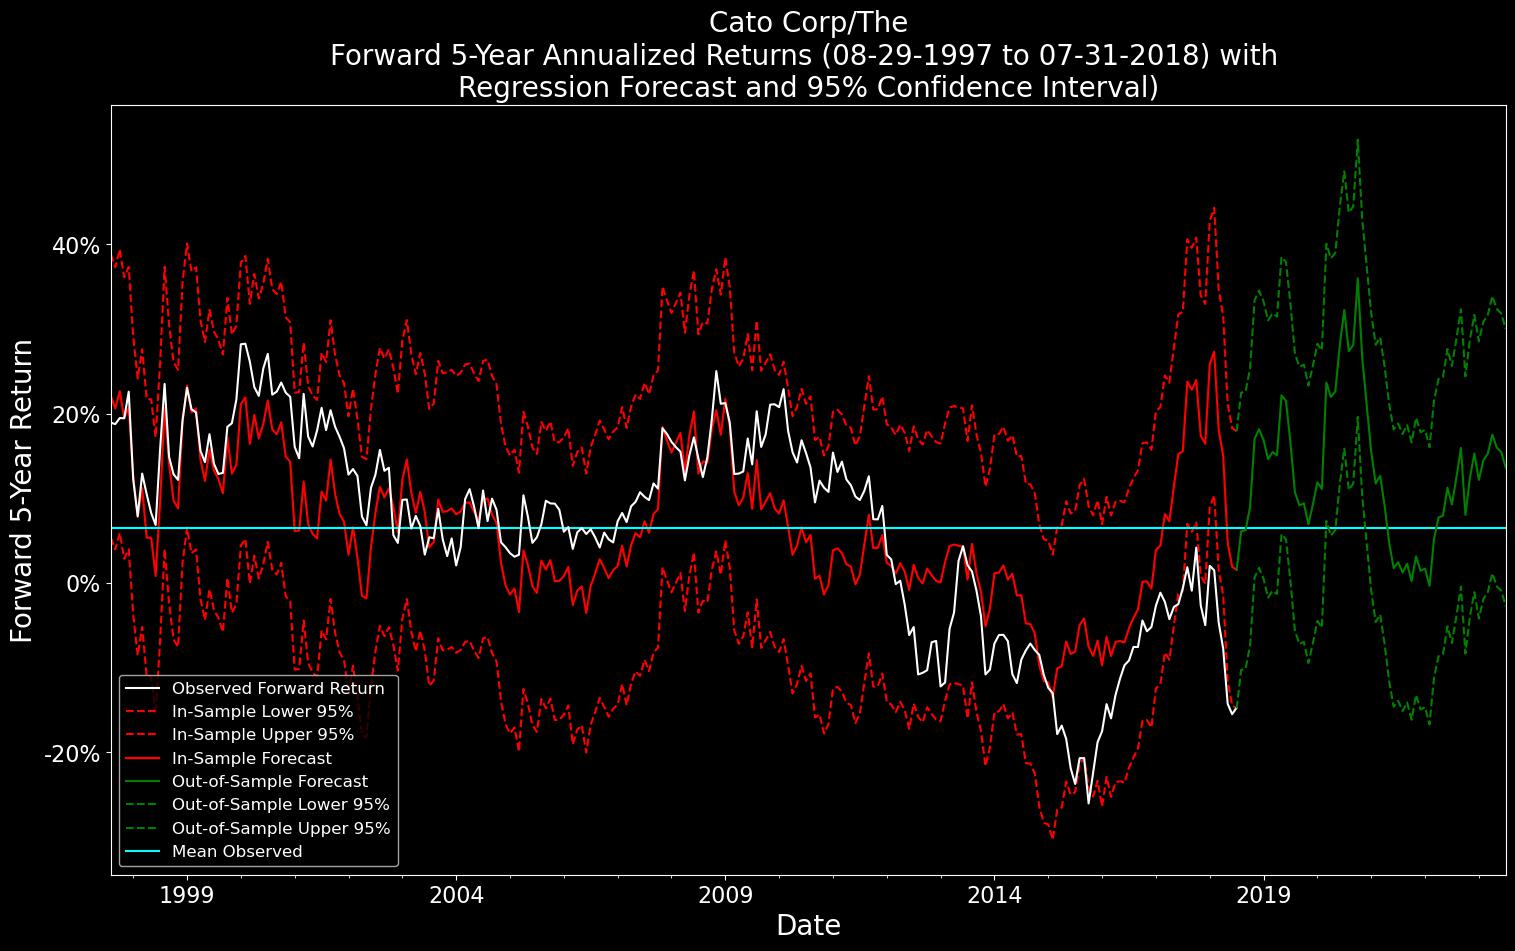 Cato Corp/The
Forward 5-Year Annualized Returns (08-29-1997 to 07-31-2018) with
Regression Forecast and 95% Confidence Interval)
Forward 5-Year Return
40%
20%
0%
-20%
Observed Forward Return
In-Sample Lower 95%
In-Sample Upper 95%
In-Sample Forecast
Out-of-Sample Forecast
Out-of-Sample Lower 95%
Out-of-Sample Upper 95%
Mean Observed
1999 2004 2009 2014 2019
Date